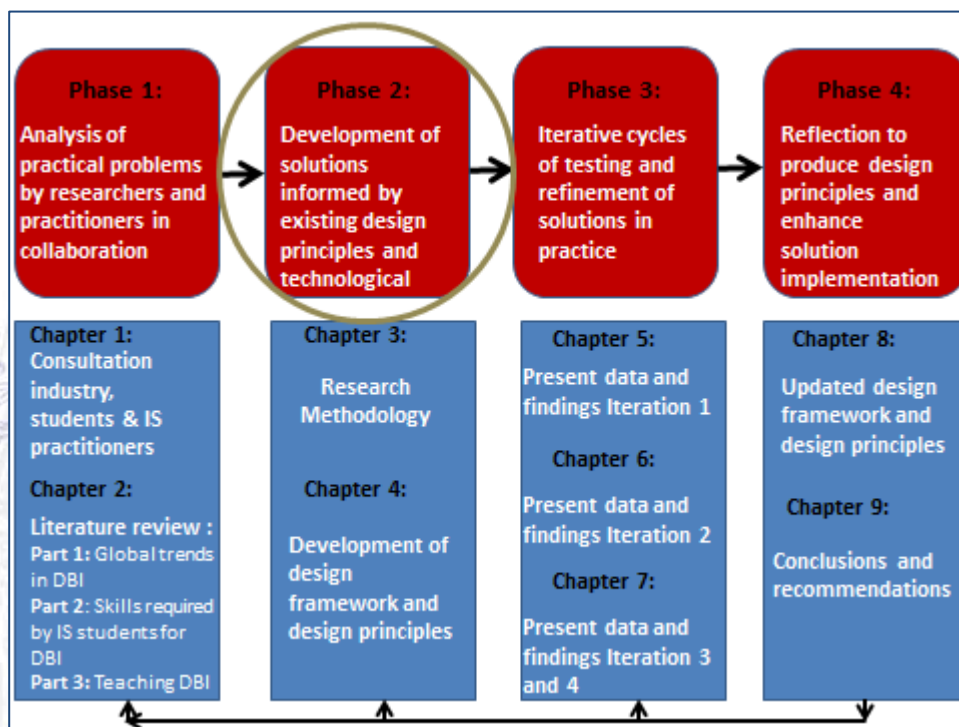 Phase 1:
Analysis of
practical problems
by researchers and
practitioners in
collaboration
Phase 2:
Development of
solutions
informed by
existing design
principles and
technological
Phase 3:
Iterative cycles
of testing and
refinement of
solutions in
practice
Phase 4:
Reflection to
produce design
principles and
enhance
solution
implementation
Chapter 1:
Consultation
industry,
students & IS
practitioners
Chapter 2:
Literature review :
Part 1: Global trends
in DBI
Part 2: Skills required
by IS students for
DBI
Part 3: Teaching DBI
Chapter 3:
Research
Methodology
Chapter 4:
Development of
design
framework and
design principles
Chapter 5:
Present data and
findings Iteration 1
Chapter 6:
Present data and
findings Iteration 2
Chapter 7:
Present data and
findings Iteration 3
and 4
Chapter 8:
Updated design
framework and
design principles
Chapter 9:
Conclusions and
recommendations